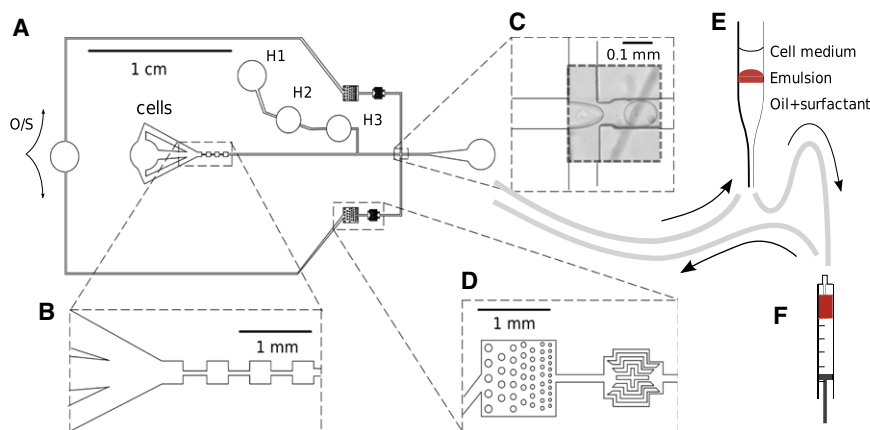 A
C
E
H1
1 cm
0.1 mm
Cell medium
H2
Emulsion
cells
Oil+surfactant
O/S
H3
B
D
F
1 mm
1 mm